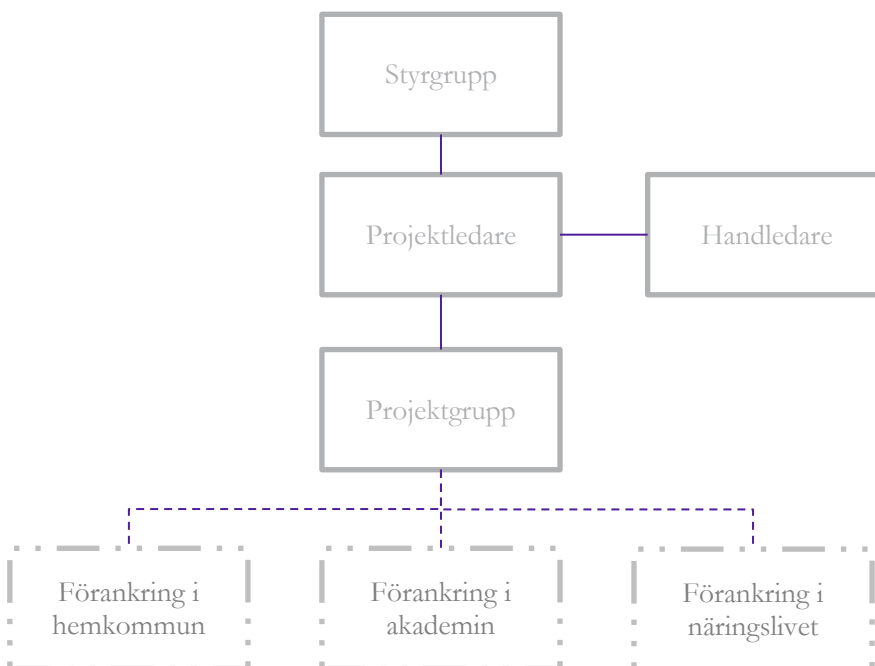 Styrgrupp
Projektledare
Handledare
Projektgrupp
Förankring i
hemkommun
Förankring i
akademin
Förankring i
näringslivet